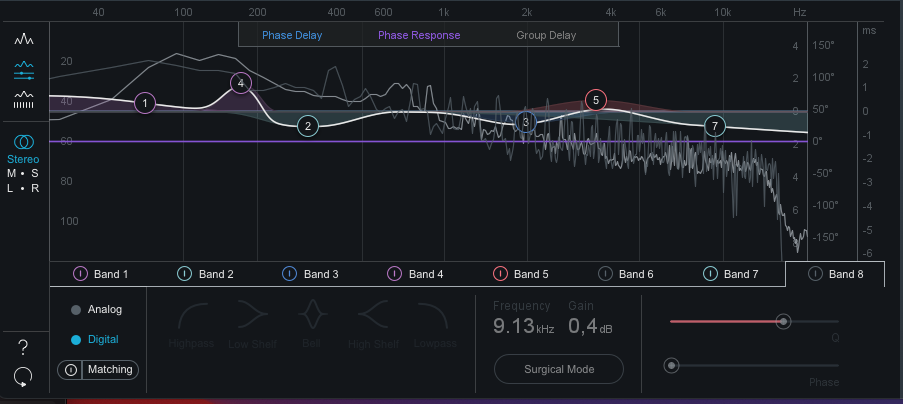 40 100 200 400 600 1k 2k 4k 6k 10k Hz
Phase Delay Phase Response Group Delay
ms
20
40
60
80
100
4
2
0
2
4
6
8
150°
100°
50°
0°
-50°
-100°
-150°
2
1
0
-1
-2
-3
-4
-5
-6
1
4
2
3
5
7
Stereo
M • S
L • R
Band 1 Band 2 Band 3 Band 4 Band 5 Band 6 Band 7 Band 8
Analog
Digital
Matching
Highpass Low Shelf Bell High Shelf Lowpass
Frequency Gain
9.13 kHz 0,4 dB
Surgical Mode
Q
Phase
?